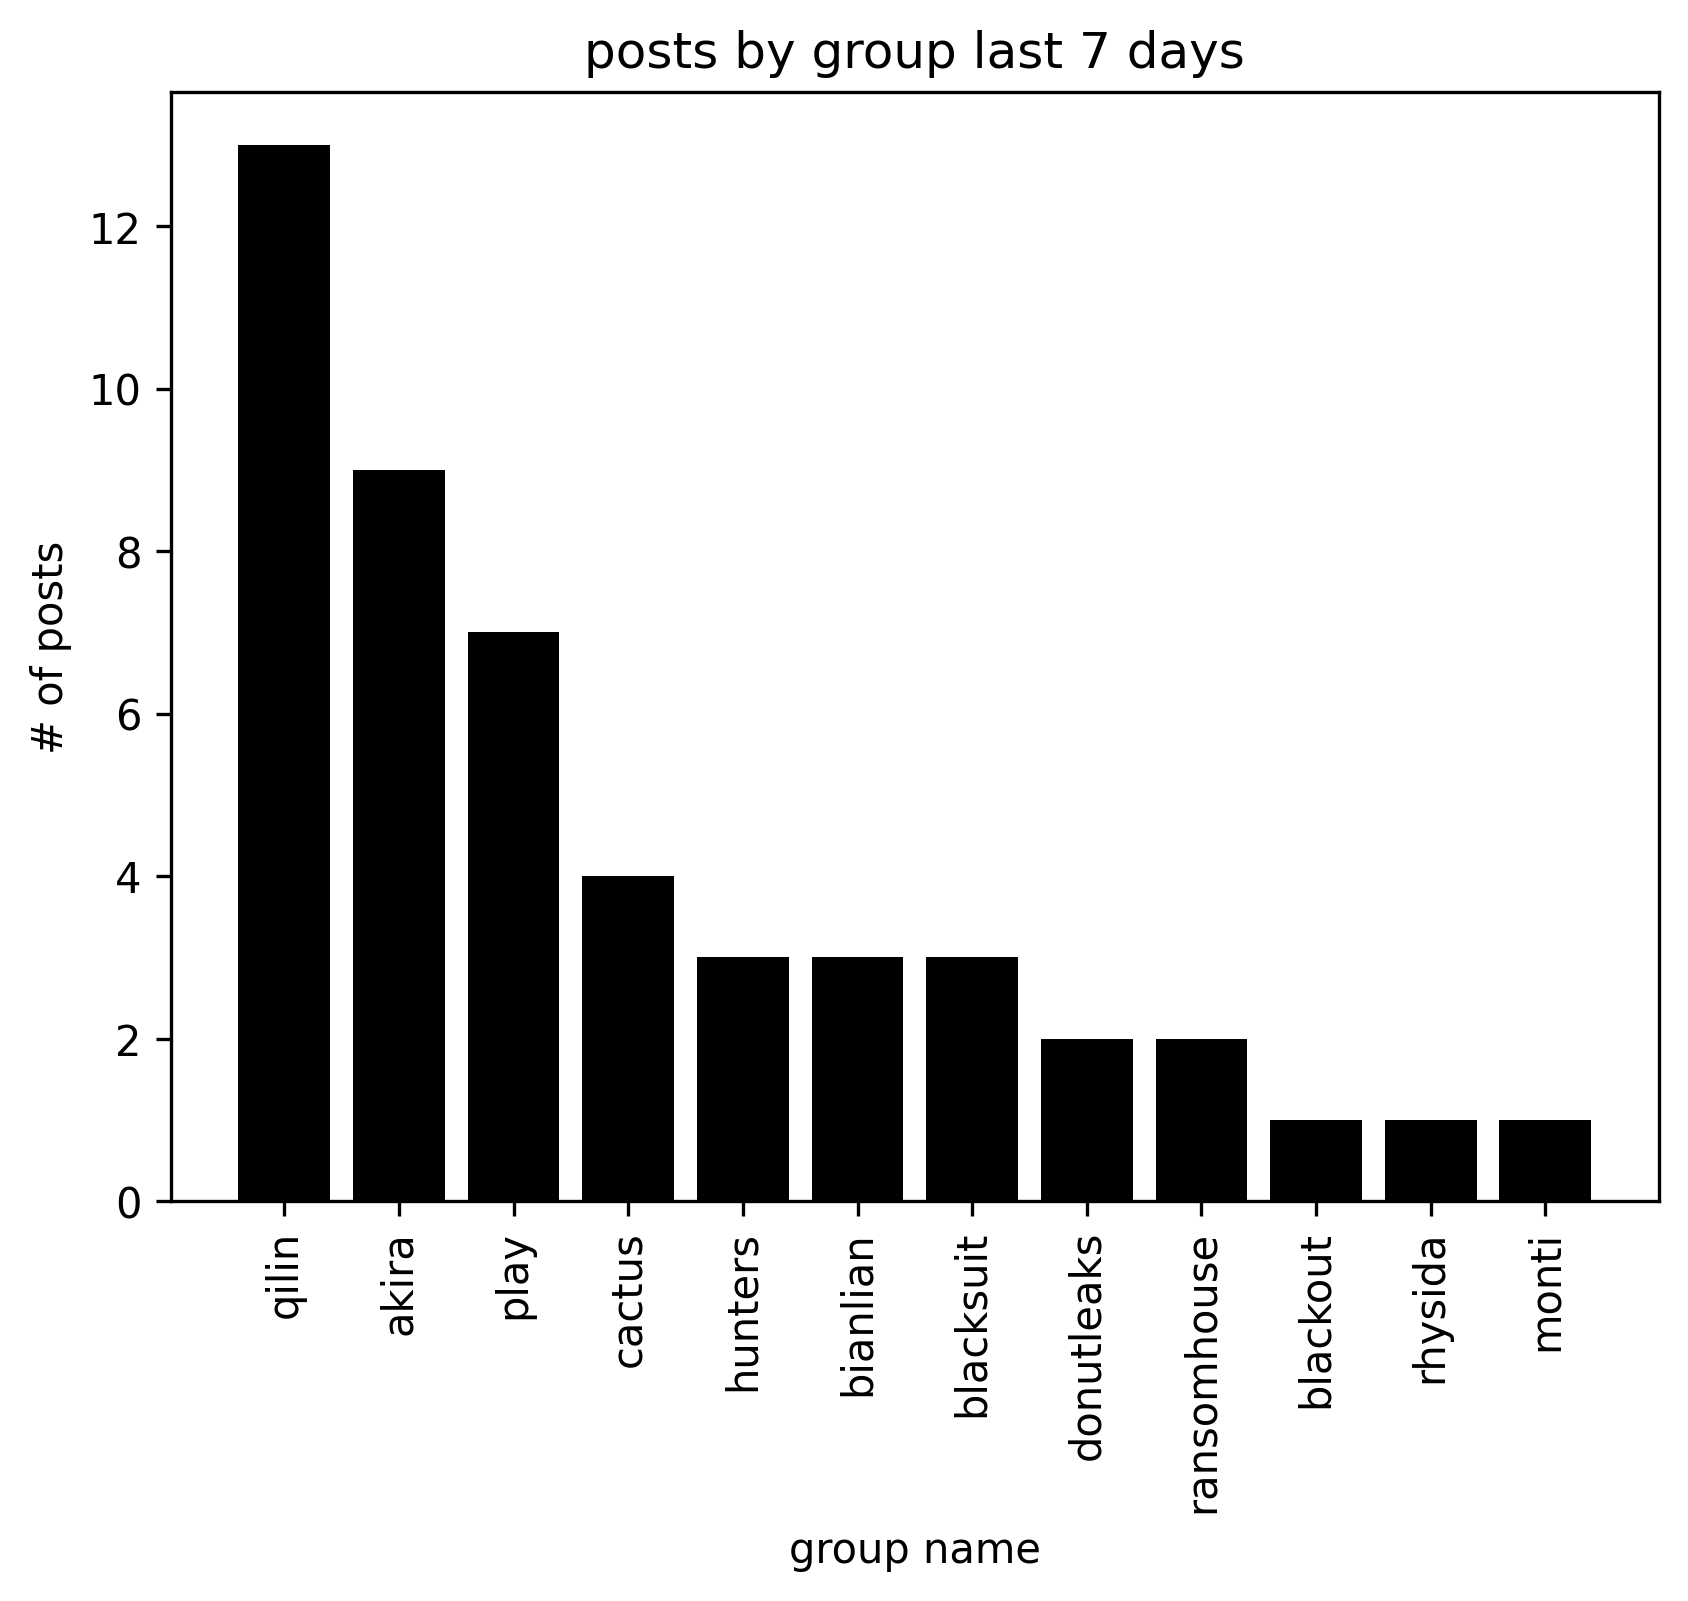 posts by group last 7 days
# of posts
12
10
8
6
4
2
0
qilin
akira
play
cactus
hunters
bianlian
blacksuit
donutleaks
ransomhouse
blackout
rhysida
monti
group name